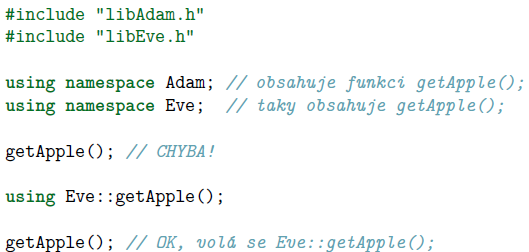 #include "libAdam.h"
#include "libEve.h"
using namespace Adam; // obsahuje funkci getApple();
using namespace Eve; // taky obsahuje getApple();
getApple(); // CHYBA!
using Eve::getApple();
getApple(); // OK, volá se Eve::getApple();